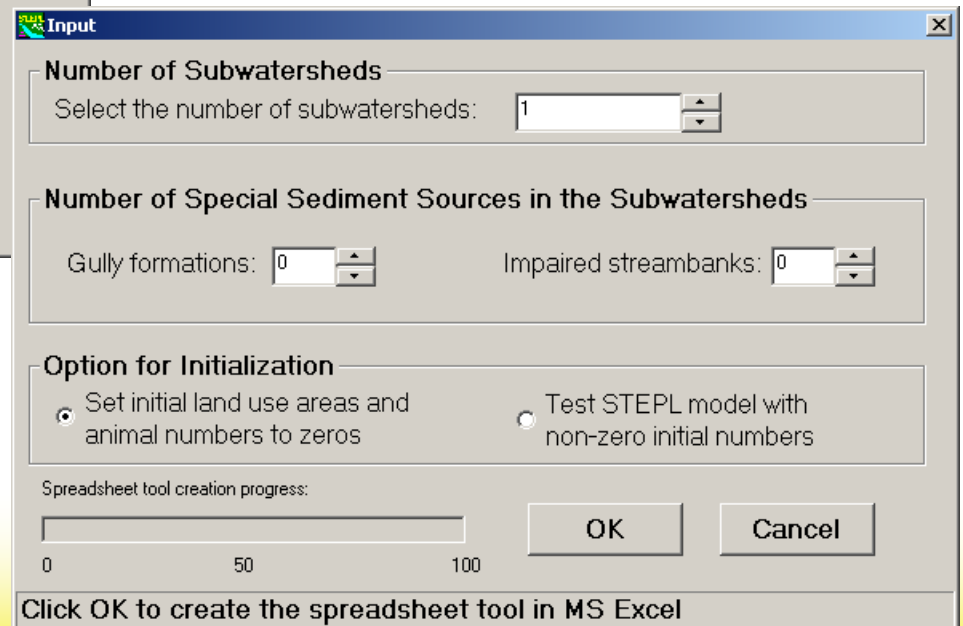 Input
Number of Subwatersheds
Select the number of subwatersheds:
1
Number of Special Sediment Sources in the Subwatersheds
Gully formations: 0
Impaired streambanks: 0
Option for Initialization
Set initial land use areas and
animal numbers to zeros
Test STEPL model with
non-zero initial numbers
Spreadsheet tool creation progress:
0 50 100
OK
Cancel
Click OK to create the spreadsheet tool in MS Excel